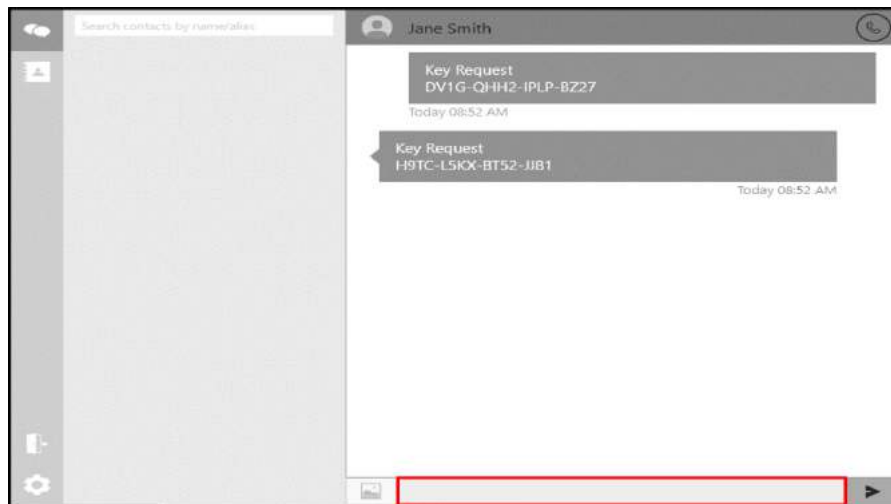 Search contacts by name/alias
Jane Smith
Key Request
DV1G-QHH2-IPLP-BZ27
Today 08:52 AM
Key Request
H9TC-L5KX-BT52-JJB1
Today 08:52 AM